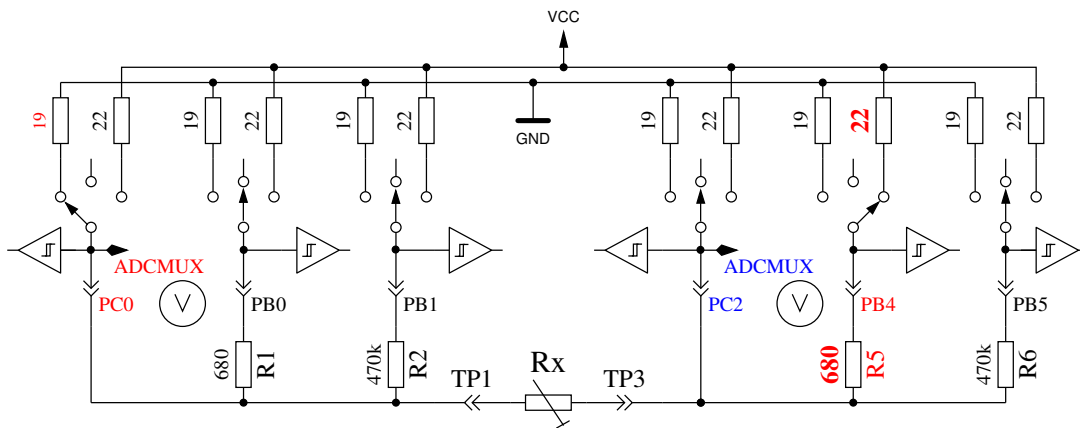 VCC
19
22
19
22
19
22
GND
19
22
19
22
19
22
ADCMUX
PC0
V
PB0
PB1
ADCMUX
PC2
V
PB4
PB5
680
R1
470k
R2
TP1
Rx
TP3
680
R5
470k
R6